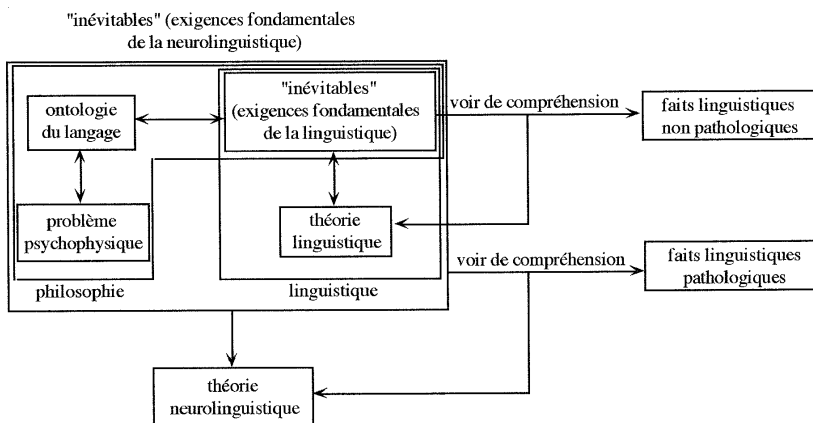 "inévitables" (exigences fondamentales
de la neurolinguistique)
ontologie
du langage
"inévitables"
(exigences fondamentales
de la linguistique)
voir de compréhension
faits linguistiques
non pathologiques
problème
psychophysique
théorie
linguistique
voir de compréhension
faits linguistiques
pathologiques
philosophie
linguistique
théorie
neurolinguistique